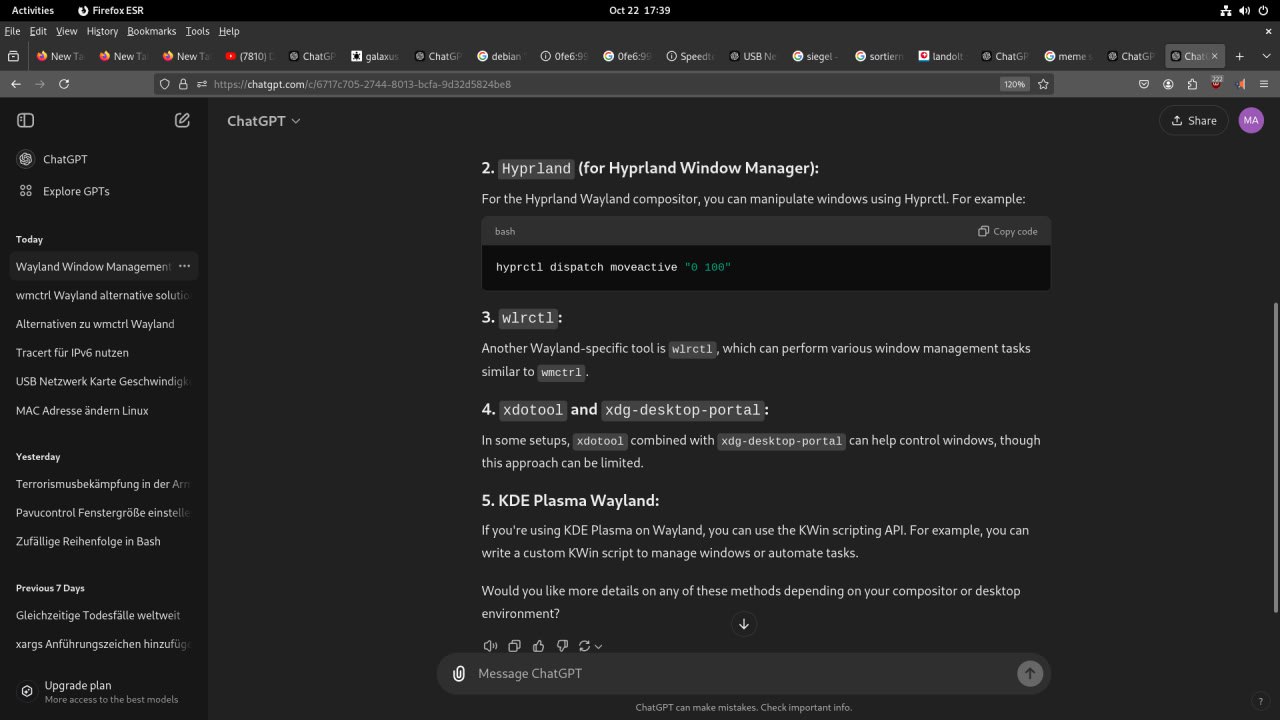 Activities Firefox ESR Oct 22 17:39
File Edit View History Bookmarks Tools Help
New Ta New Ta New Ta (7810) ChatGP galaxus ChatGP debian 0fe6:99 0fe6:99 Speedte USB Ne siegel - sortiern landolt ChatGP meme s ChatGP Chat
https://chatgpt.com/c/6717c705-2744-8013-bcfa-9d32d5824be8 120%
ChatGPT Share MA
ChatGPT
Explore GPTs
Today
Wayland Window Management
wmctrl Wayland alternative solutio
Alternativen zu wmctrl Wayland
Tracert für IPv6 nutzen
USB Netzwerk Karte Geschwindigk
MAC Adresse ändern Linux
Yesterday
Terrorismusbekämpfung in der Arm
Pavucontrol Fenstergröße einstelle
Zufällige Reihenfolge in Bash
Previous 7 Days
Gleichzeitige Todesfälle weltweit
xargs Anführungszeichen hinzufüge
Upgrade plan
More access to the best models
2. Hyprland (for Hyprland Window Manager):
For the Hyprland Wayland compositor, you can manipulate windows using Hyprctl. For example:
bash Copy code
hyprctl dispatch moveactive "0 100"
3. wlrctl:
Another Wayland-specific tool is wlrctl, which can perform various window management tasks
similar to wmctrl.
4. xdotool and xdg-desktop-portal:
In some setups, xdotool combined with xdg-desktop-portal can help control windows, though
this approach can be limited.
5. KDE Plasma Wayland:
If you're using KDE Plasma on Wayland, you can use the KWin scripting API. For example, you can
write a custom KWin script to manage windows or automate tasks.
Would you like more details on any of these methods depending on your compositor or desktop
environment?
Message ChatGPT
ChatGPT can make mistakes. Check important info.
?